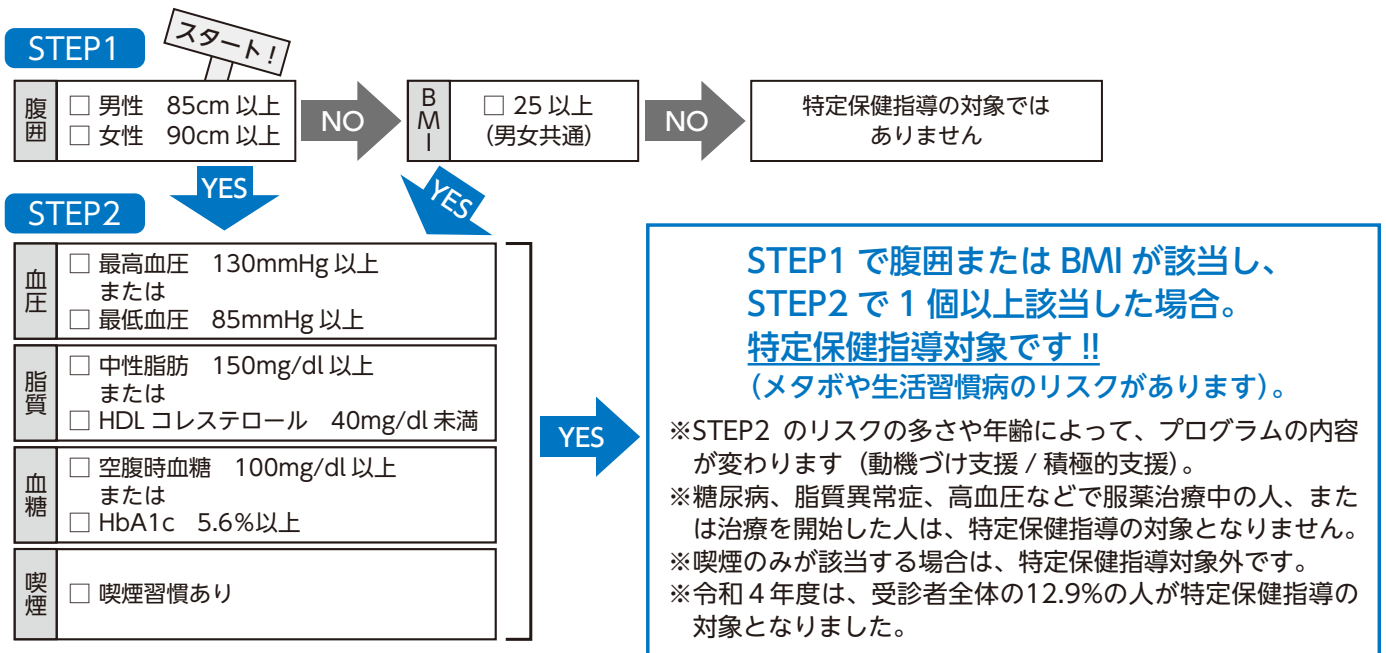 STEP1
スタート!
腹囲
□ 男性 85cm 以上
□ 女性 90cm 以上
NO
BMI
□ 25 以上
(男女共通)
NO
特定保健指導の対象では
ありません
YES
YES
STEP2
血圧
□ 最高血圧 130mmHg 以上
または
□ 最低血圧 85mmHg 以上
脂質
□ 中性脂肪 150mg/dl 以上
または
□ HDL コレステロール 40mg/dl 未満
血糖
□ 空腹時血糖 100mg/dl 以上
または
□ HbA1c 5.6%以上
喫煙
□ 喫煙習慣あり
YES
STEP1 で腹囲または BMI が該当し、
STEP2 で 1 個以上該当した場合。
特定保健指導対象です !!
(メタボや生活習慣病のリスクがあります)。
※STEP2 のリスクの多さや年齢によって、プログラムの内容
が変わります(動機づけ支援 / 積極的支援)。
※糖尿病、脂質異常症、高血圧などで服薬治療中の人、また
は治療を開始した人は、特定保健指導の対象となりません。
※喫煙のみが該当する場合は、特定保健指導対象外です。
※令和 4 年度は、受診者全体の12.9%の人が特定保健指導の
対象となりました。